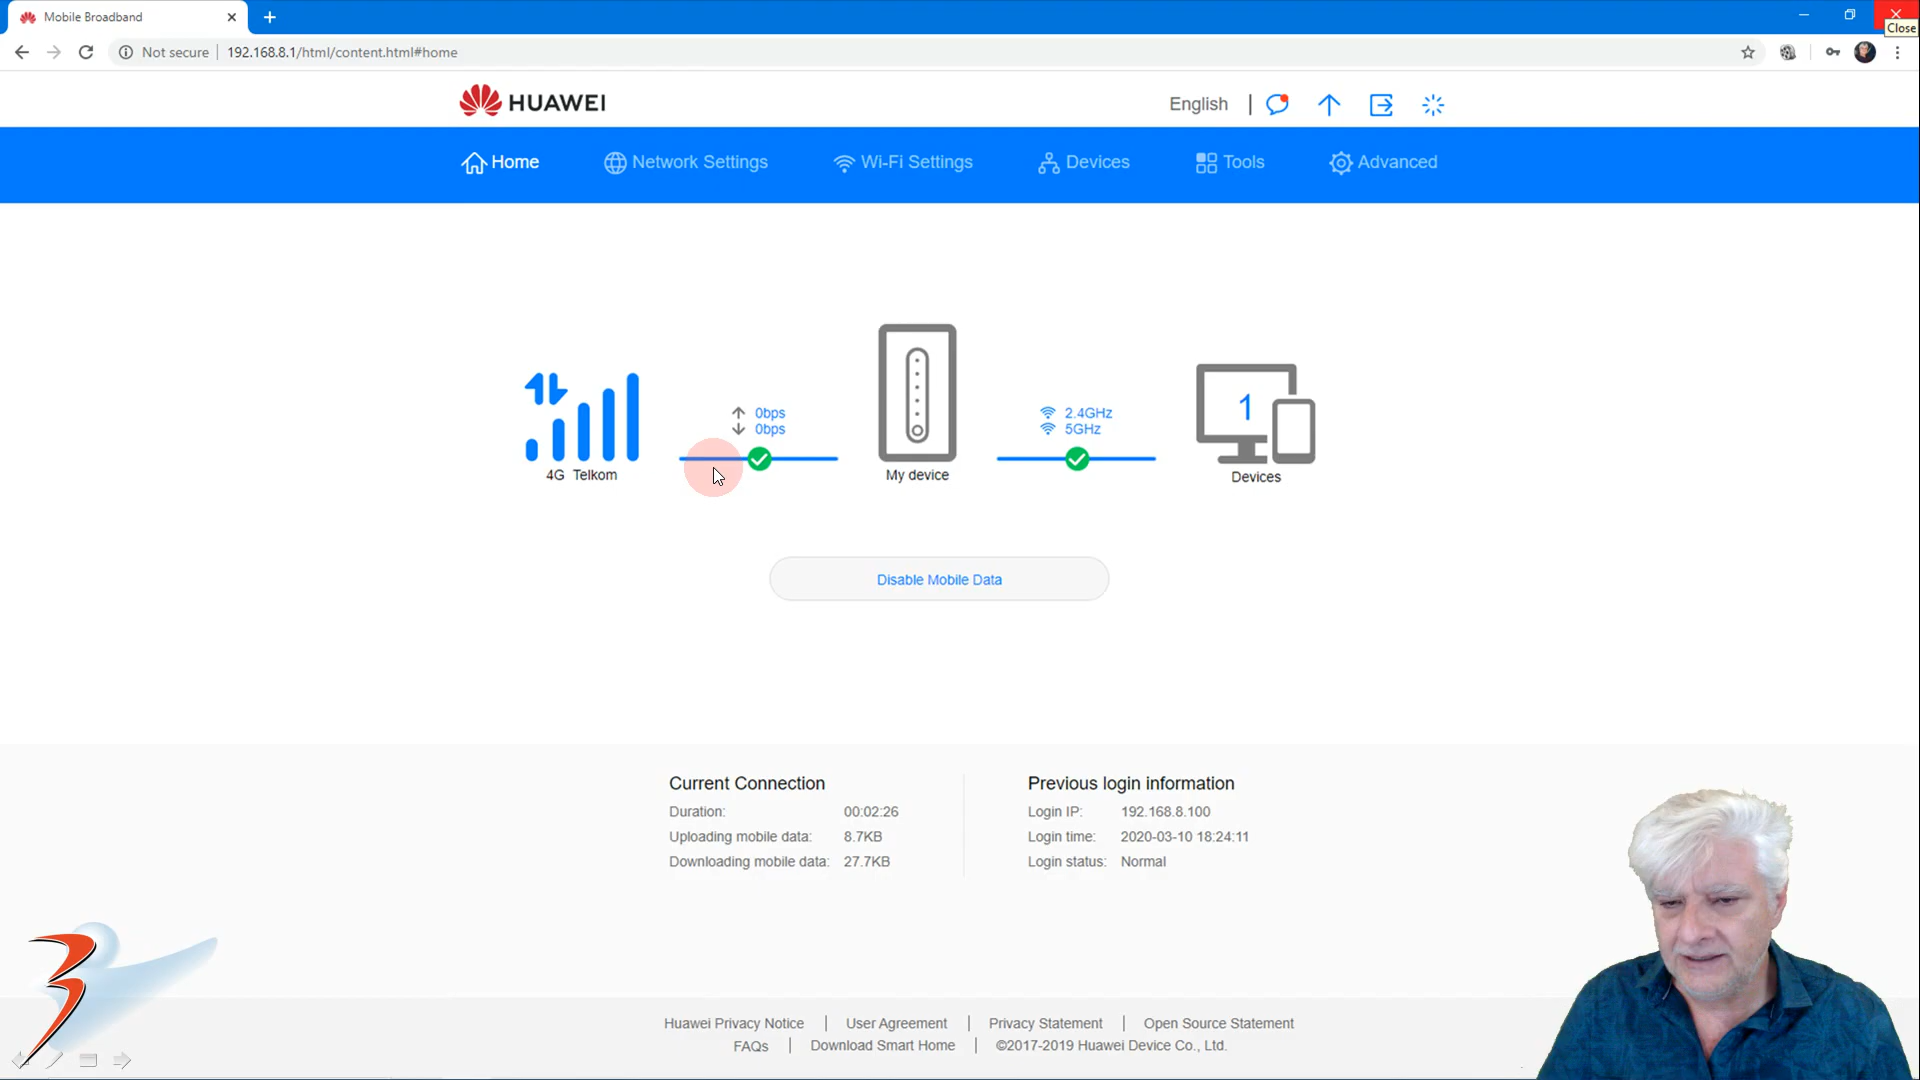 Mobile Broadband
Close
Not secure 192.168.8.1/html/content.html#home
HUAWEI
English
Home Network Settings Wi-Fi Settings Devices Tools Advanced
0bps
0bps
2.4GHz
5GHz
1
4G Telkom
My device
Devices
Disable Mobile Data
Current Connection
Duration: 00:02:26
Uploading mobile data: 8.7KB
Downloading mobile data: 27.7KB
Previous login information
Login IP: 192.168.8.100
Login time: 2020-03-10 18:24:11
Login status: Normal
Huawei Privacy Notice | User Agreement | Privacy Statement | Open Source Statement
FAQs | Download Smart Home | ©2017-2019 Huawei Device Co., Ltd.